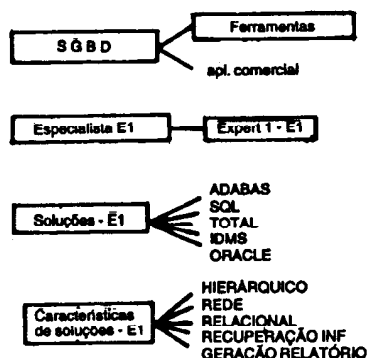 Ferramentas
SGBD
apl. comercial
Especialista E1
Expert 1 - E1
ADABAS
SQL
Soluções - E1
TOTAL
IDMS
ORACLE
HIERÁRQUICO
REDE
Características
de soluções - E1
RELACIONAL
RECUPERAÇÃO INF
GERAÇÃO RELATÓRIO